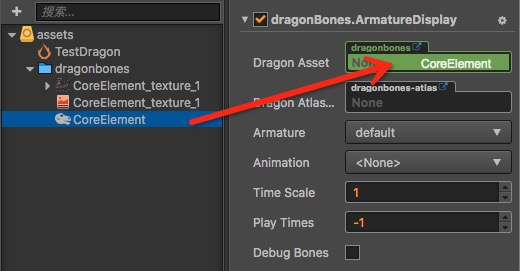 搜索...
assets
TestDragon
dragonbones
CoreElement_texture_1
CoreElement_texture_1
CoreElement
dragonBones.ArmatureDisplay
dragonbones
Dragon Asset
CoreElement
dragonbones-atlas
Dragon Atlas...
None
Armature
default
Animation
<None>
Time Scale
1
Play Times
-1
Debug Bones